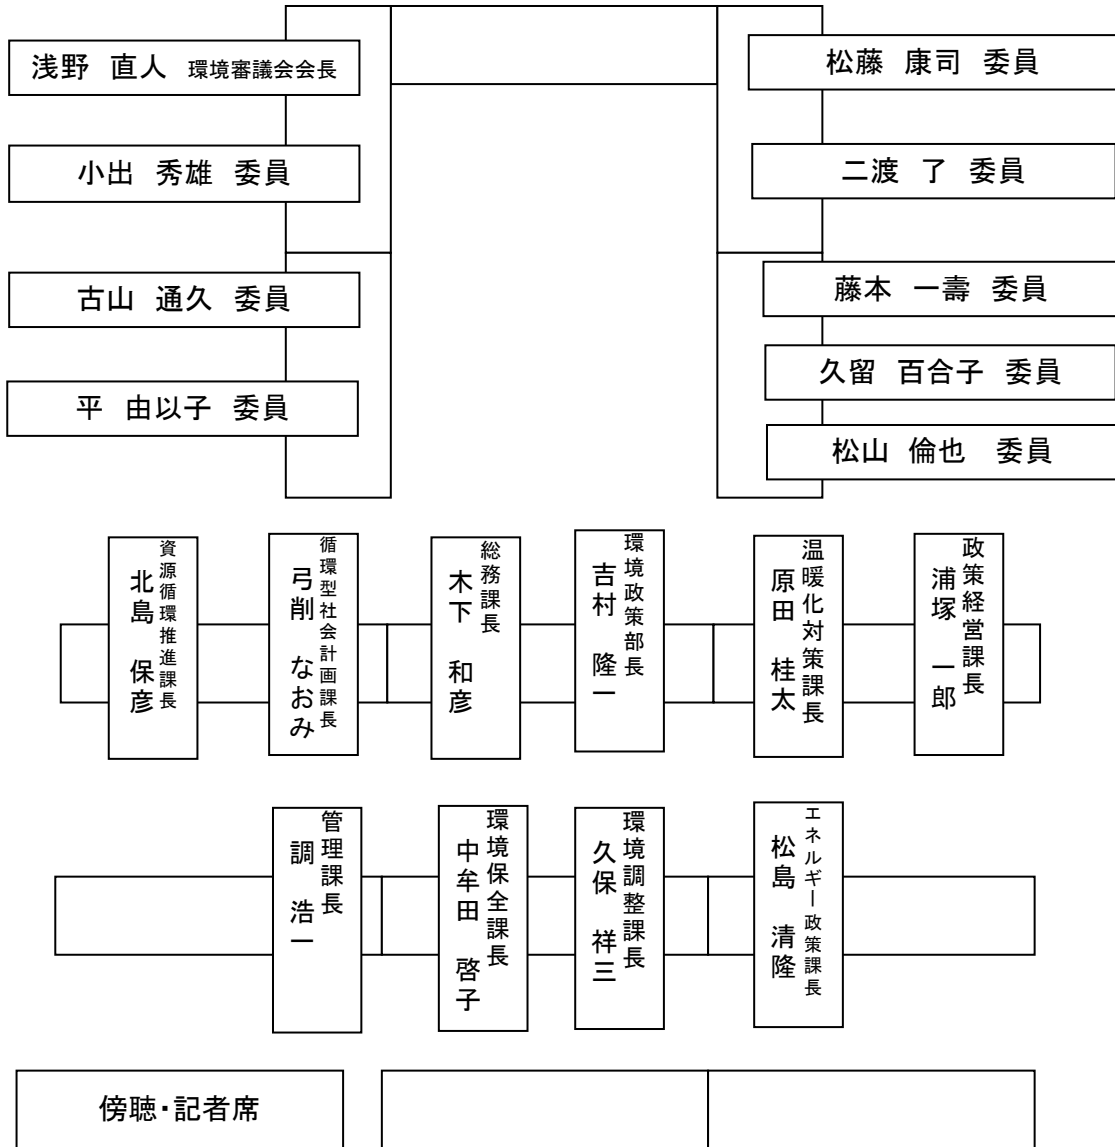 浅野 直人 環境審議会会長
小出 秀雄 委員
古山 通久 委員
平 由以子 委員
松藤 康司 委員
二渡 了 委員
藤本 一壽 委員
久留 百合子 委員
松山 倫也 委員
資源循環推進課長
北島 保彦
循環型社会計画課長
弓削 なおみ
総務課長
木下 和彦
環境政策部長
吉村 隆一
温暖化対策課長
原田 桂太
政策経営課長
浦塚 一郎
管理課長
調 浩一
環境保全課長
中牟田 啓子
環境調整課長
久保 祥三
エネルギー政策課長
松島 清隆
傍聴・記者席